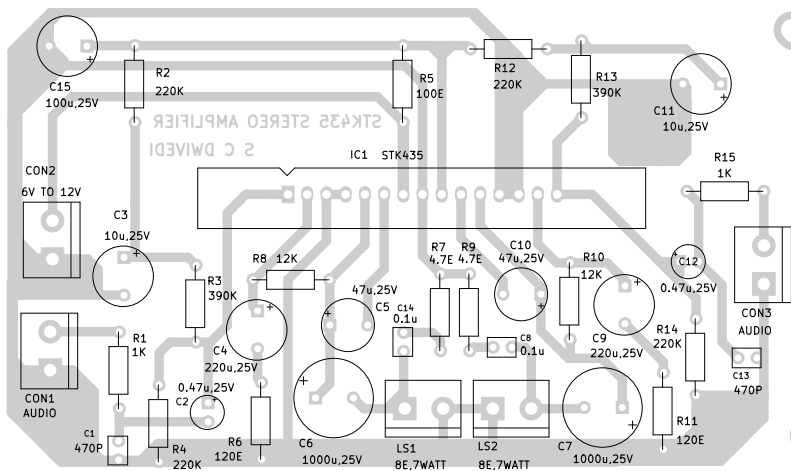 C15
100u,25V
R2
220K
R5
100E
R12
220K
R13
390K
C11
10u,25V
STK435 STEREO AMPLIFIER
S C DWIVEDI
IC1 STK435
CON2
6V TO 12V
R15
1K
C3
10u,25V
R8 12K
R7
4.7E
R9
4.7E
C10
47u,25V
R10
12K
C12
0.47u,25V
R3
390K
47u,25V
C5
C14
0.1u
CON3
AUDIO
R1
1K
C4
220u,25V
C8
0.1u
C9
220u,25V
R14
220K
C13
470P
CON1
AUDIO
0.47u,25V
C2
C1
470P
R4
220K
R6
120E
C6
1000u,25V
LS1
8E,7WATT
LS2
8E,7WATT
C7
1000u,25V
R11
120E